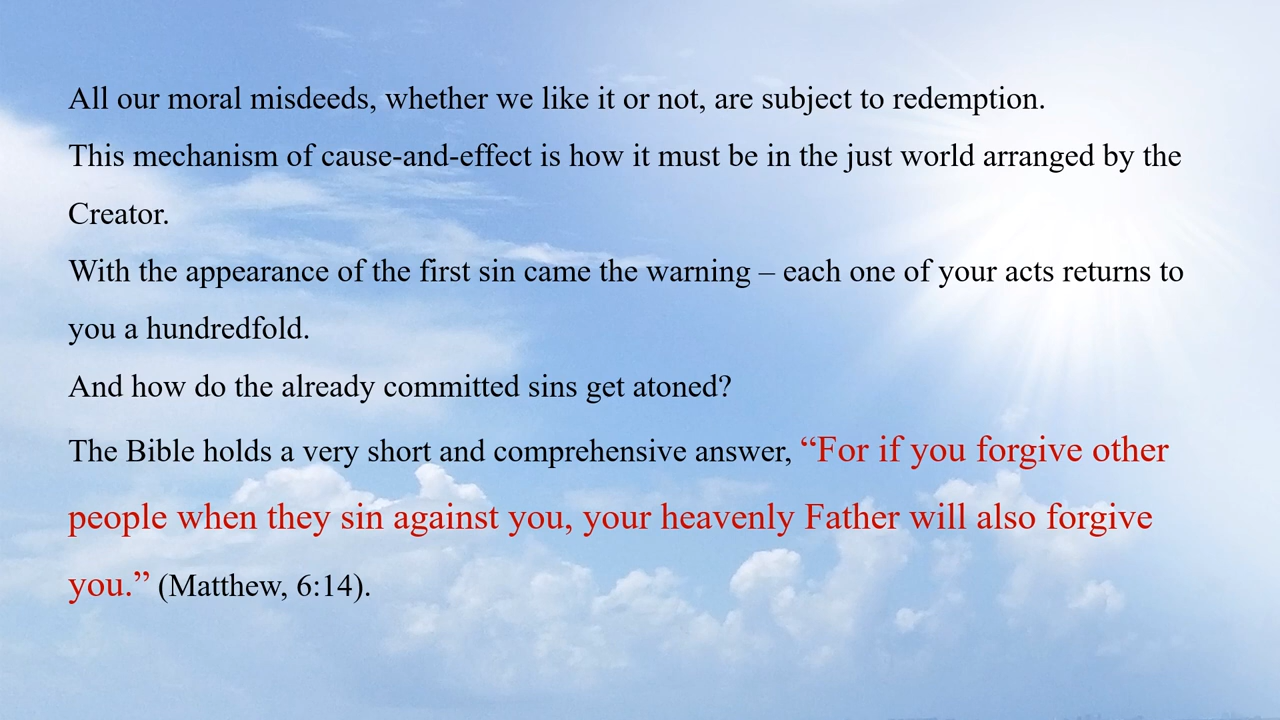 All our moral misdeeds, whether we like it or not, are subject to redemption.
This mechanism of cause-and-effect is how it must be in the just world arranged by the
Creator.
With the appearance of the first sin came the warning – each one of your acts returns to
you a hundredfold.
And how do the already committed sins get atoned?
The Bible holds a very short and comprehensive answer, “For if you forgive other
people when they sin against you, your heavenly Father will also forgive
you.” (Matthew, 6:14).